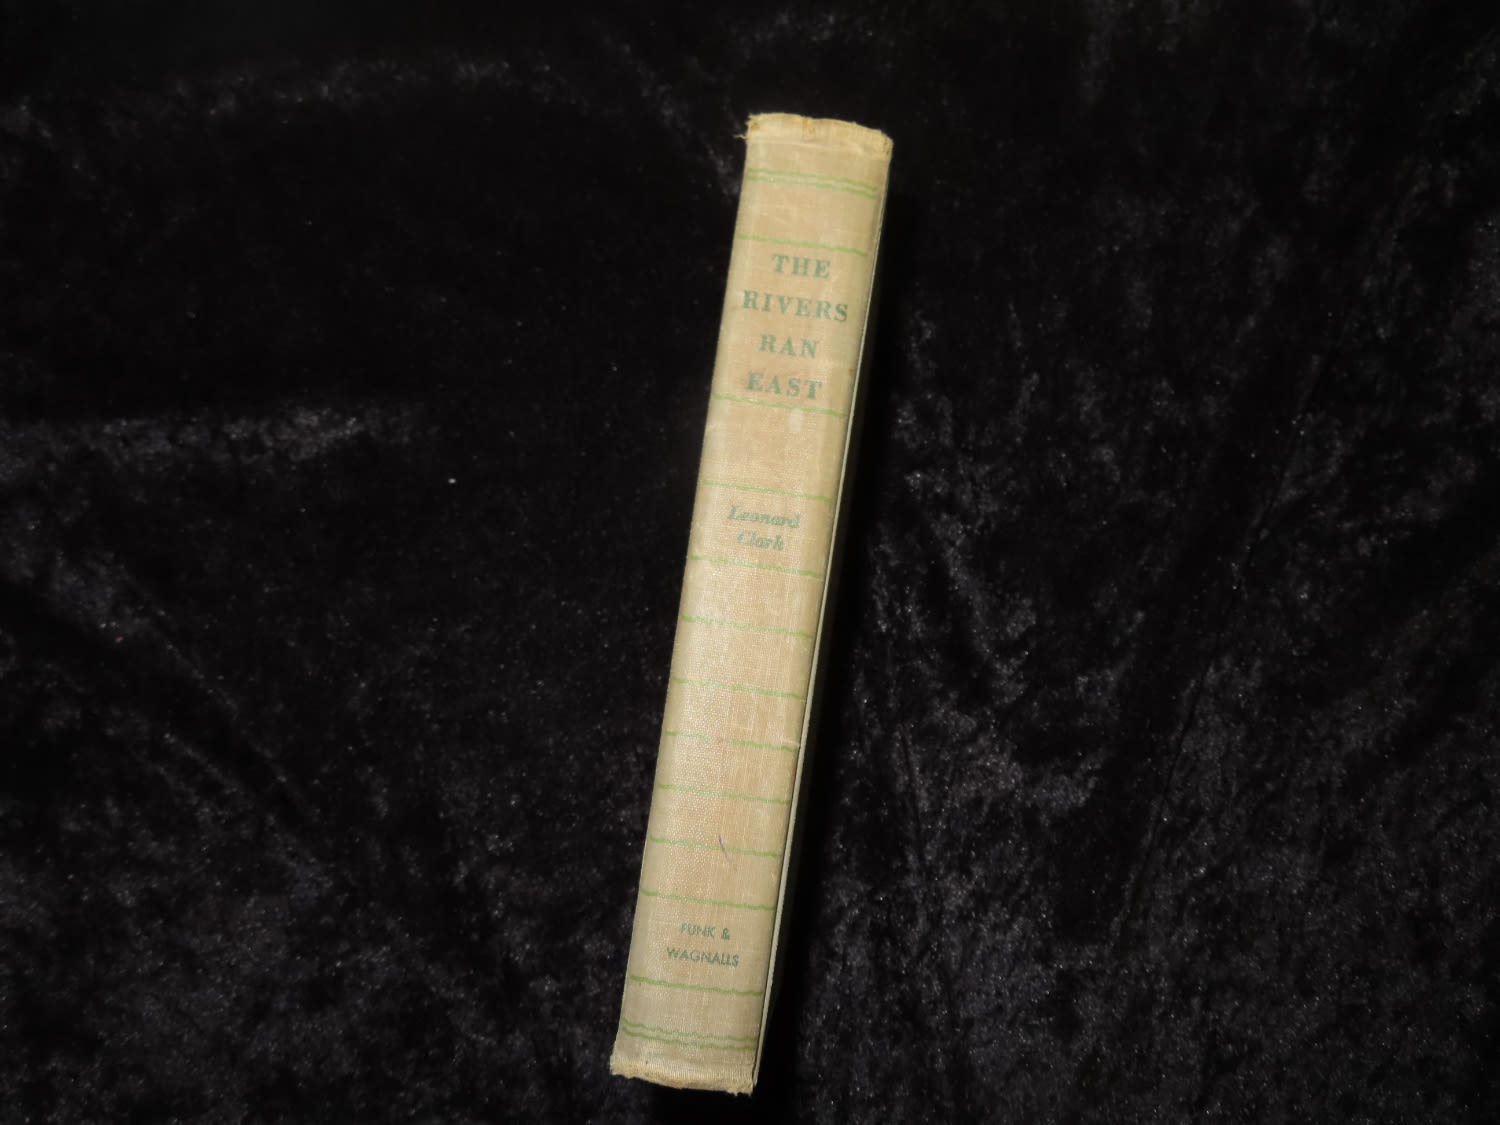 THE
RIVERS
RAN
EAST
Leonard
Clark
FUNK &
WAGNALLS